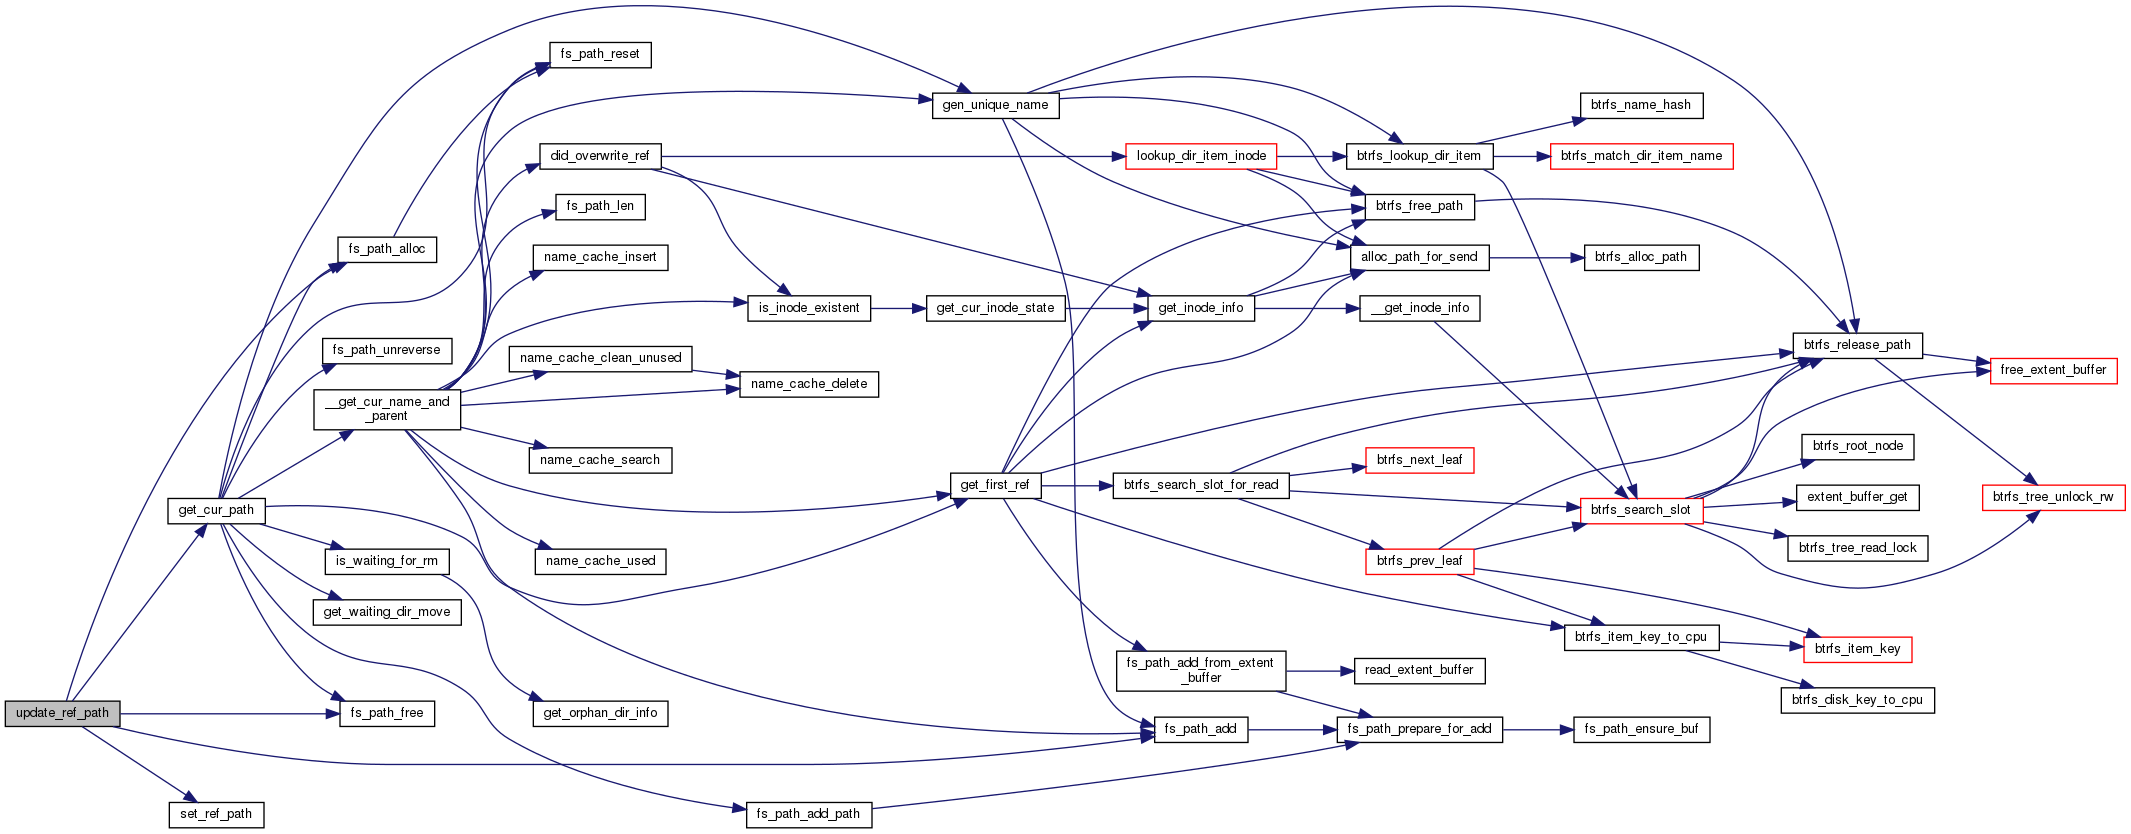 update_ref_path
get_cur_path
set_ref_path
fs_path_alloc
fs_path_unreverse
__get_cur_name_and
_parent
is_waiting_for_rm
get_waiting_dir_move
fs_path_free
fs_path_reset
did_overwrite_ref
fs_path_len
name_cache_insert
name_cache_clean_unused
name_cache_search
name_cache_used
get_orphan_dir_info
is_inode_existent
name_cache_delete
fs_path_add_path
gen_unique_name
get_cur_inode_state
get_first_ref
lookup_dir_item_inode
get_inode_info
btrfs_search_slot_for_read
fs_path_add_from_extent
_buffer
fs_path_add
btrfs_lookup_dir_item
btrfs_free_path
alloc_path_for_send
__get_inode_info
btrfs_next_leaf
btrfs_prev_leaf
read_extent_buffer
fs_path_prepare_for_add
btrfs_name_hash
btrfs_match_dir_item_name
btrfs_alloc_path
btrfs_search_slot
btrfs_item_key_to_cpu
fs_path_ensure_buf
btrfs_release_path
btrfs_root_node
extent_buffer_get
btrfs_tree_read_lock
btrfs_item_key
btrfs_disk_key_to_cpu
free_extent_buffer
btrfs_tree_unlock_rw